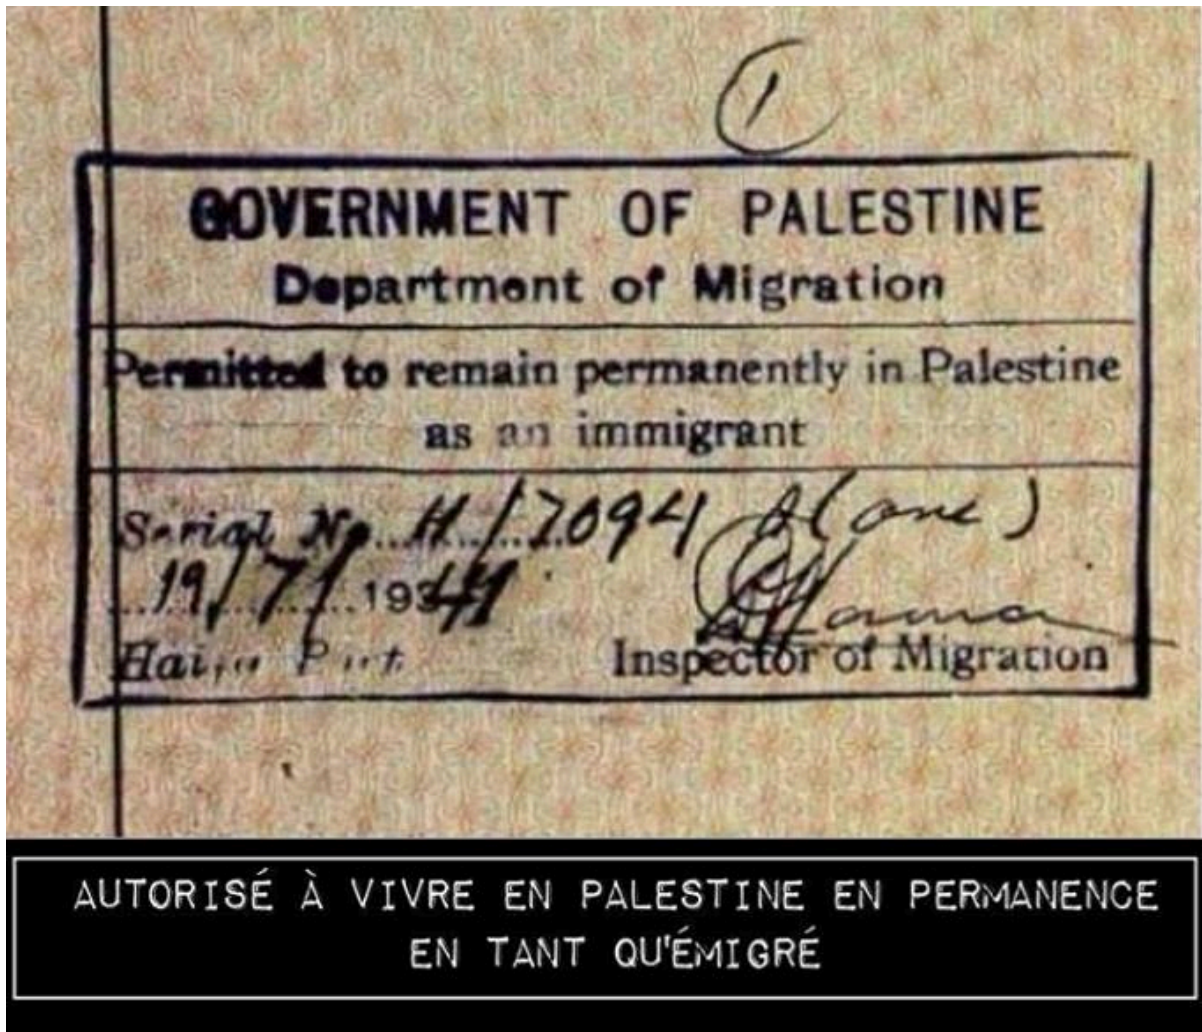 1
GOVERNMENT OF PALESTINE
Department of Migration
Permitted to remain permanently in Palestine
as an immigrant
Serial No. H/7094 (one)
19/7/1941
Haifa Port
Inspector of Migration
AUTORISÉ À VIVRE EN PALESTINE EN PERMANENCE
EN TANT QU'ÉMIGRÉ